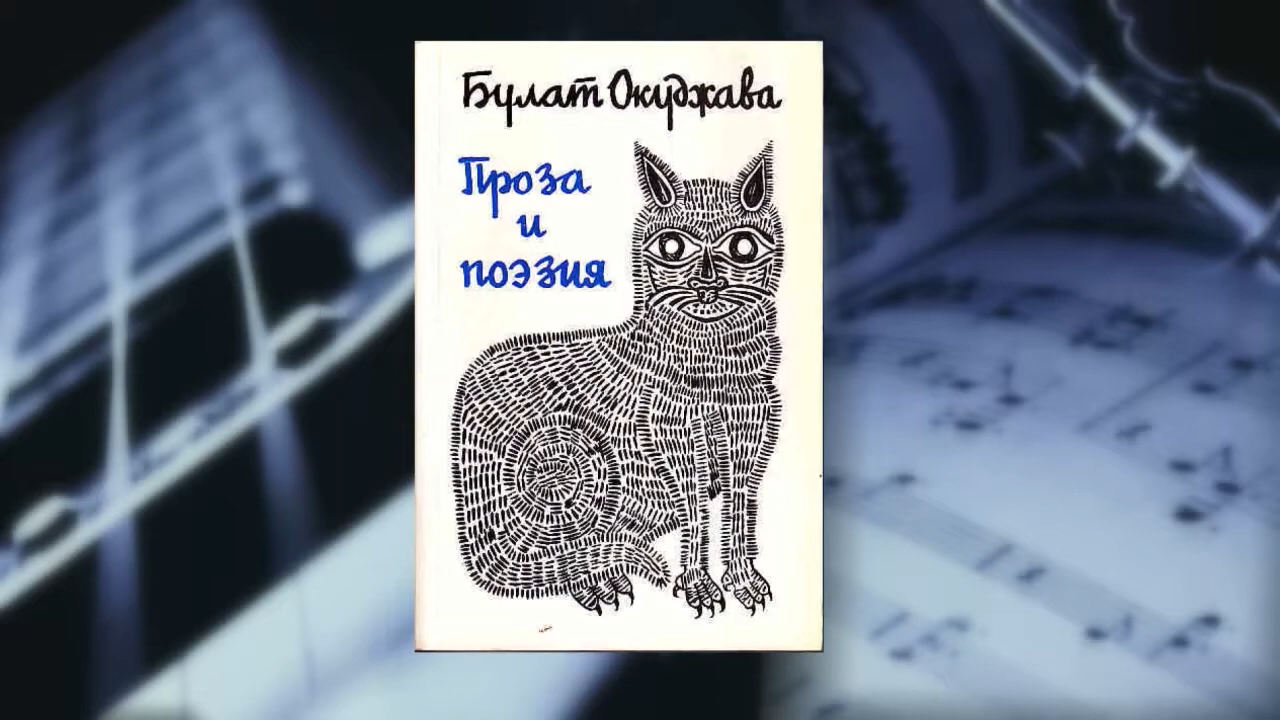 Булат Окуджава
Проза
и
поэзия